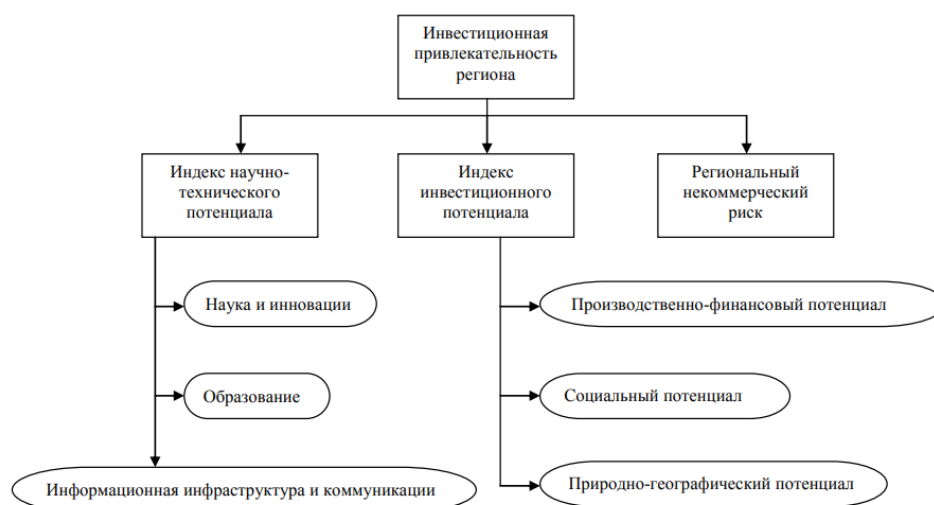 Инвестиционная
привлекательность
региона
Индекс научно-
технического
потенциала
Индекс
инвестиционного
потенциала
Региональный
некоммерческий
риск
Наука и инновации
Производственно-финансовый потенциал
Образование
Социальный потенциал
Информационная инфраструктура и коммуникации
Природно-географический потенциал